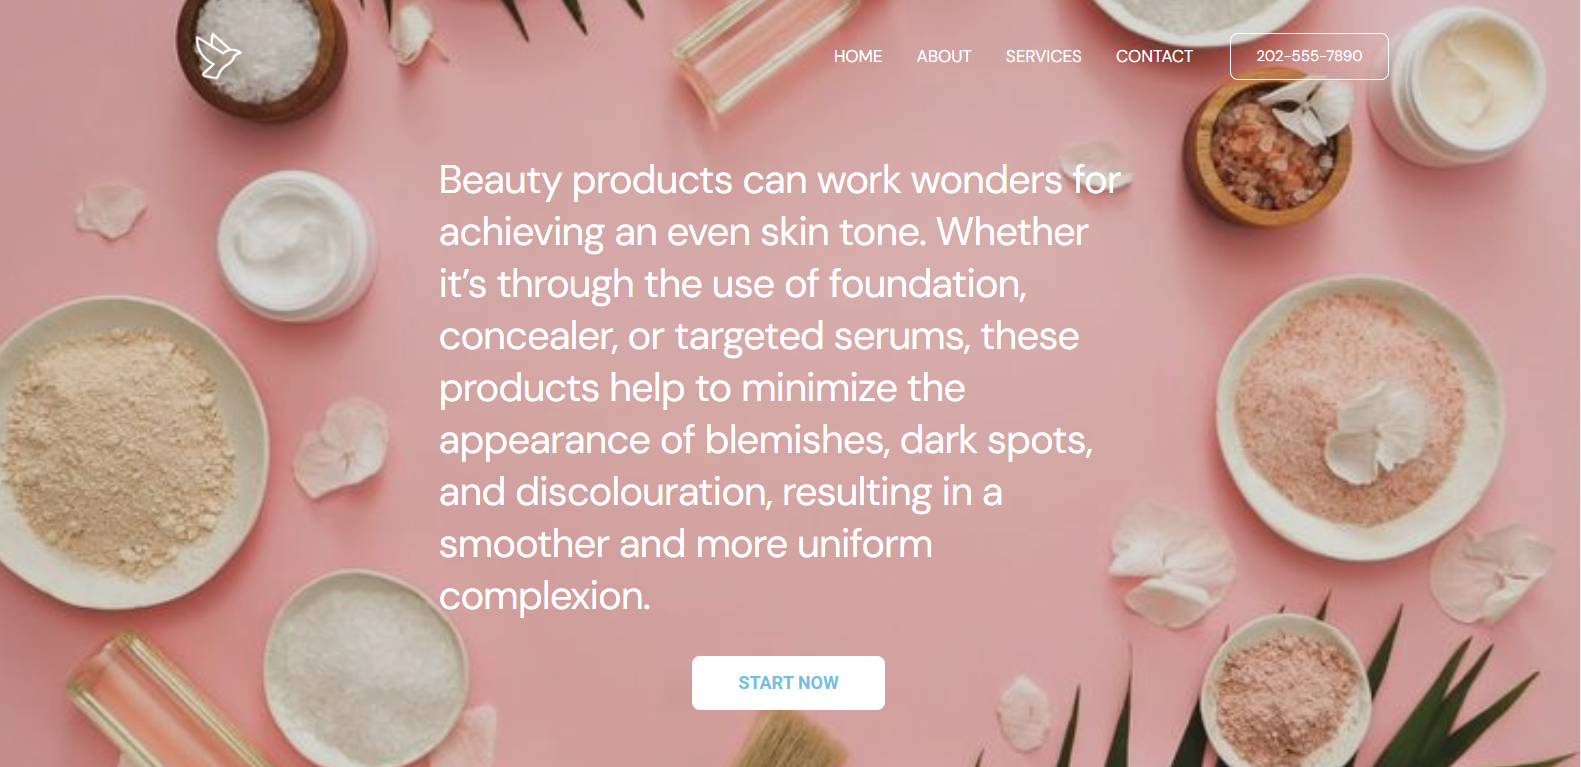 HOME ABOUT SERVICES CONTACT 202-555-7890
Beauty products can work wonders for
achieving an even skin tone. Whether
it’s through the use of foundation,
concealer, or targeted serums, these
products help to minimize the
appearance of blemishes, dark spots,
and discolouration, resulting in a
smoother and more uniform
complexion.
START NOW